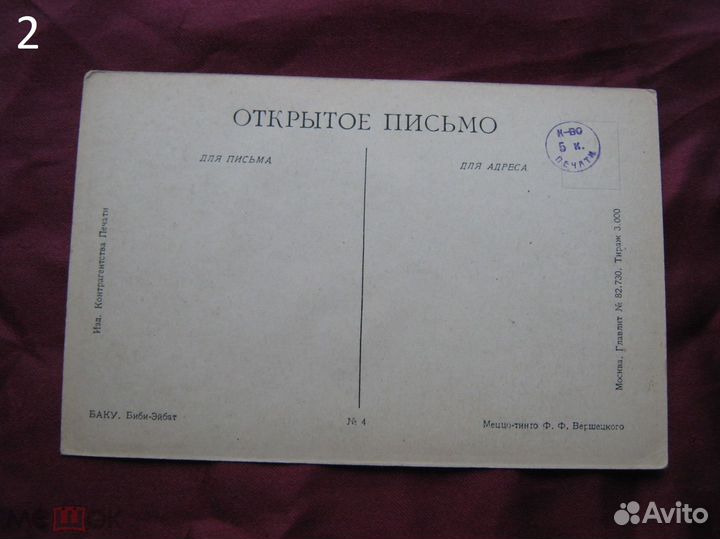 2
ОТКРЫТОЕ ПИСЬМО
ДЛЯ ПИСЬМА
ДЛЯ АДРЕСА
К-ВО
5 К.
ПЕЧАТИ
Изд. Контрагентства Печати
Москва. Главлит № 82.730. Тираж 3.000
БАКУ. Биби-Эйбат
№ 4
Меццо-тинто Ф. Ф. Вершецкого
МЕШОК
Avito